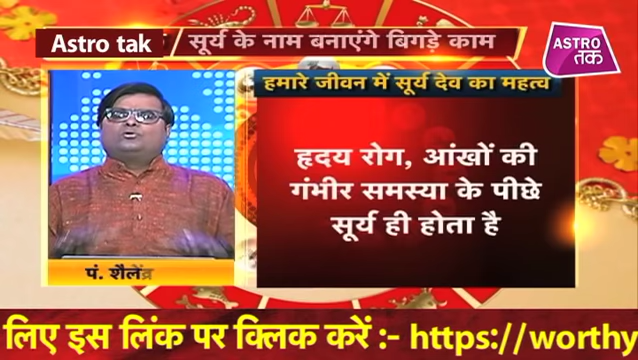 Astro tak / सूर्य के नाम बनाएंगे बिगड़े काम
ASTRO
तक
हमारे जीवन में सूर्य देव का महत्व
हृदय रोग, आंखों की
गंभीर समस्या के पीछे
सूर्य ही होता है
पं. शैलेंद्र
लिए इस लिंक पर क्लिक करें :- https://worthy